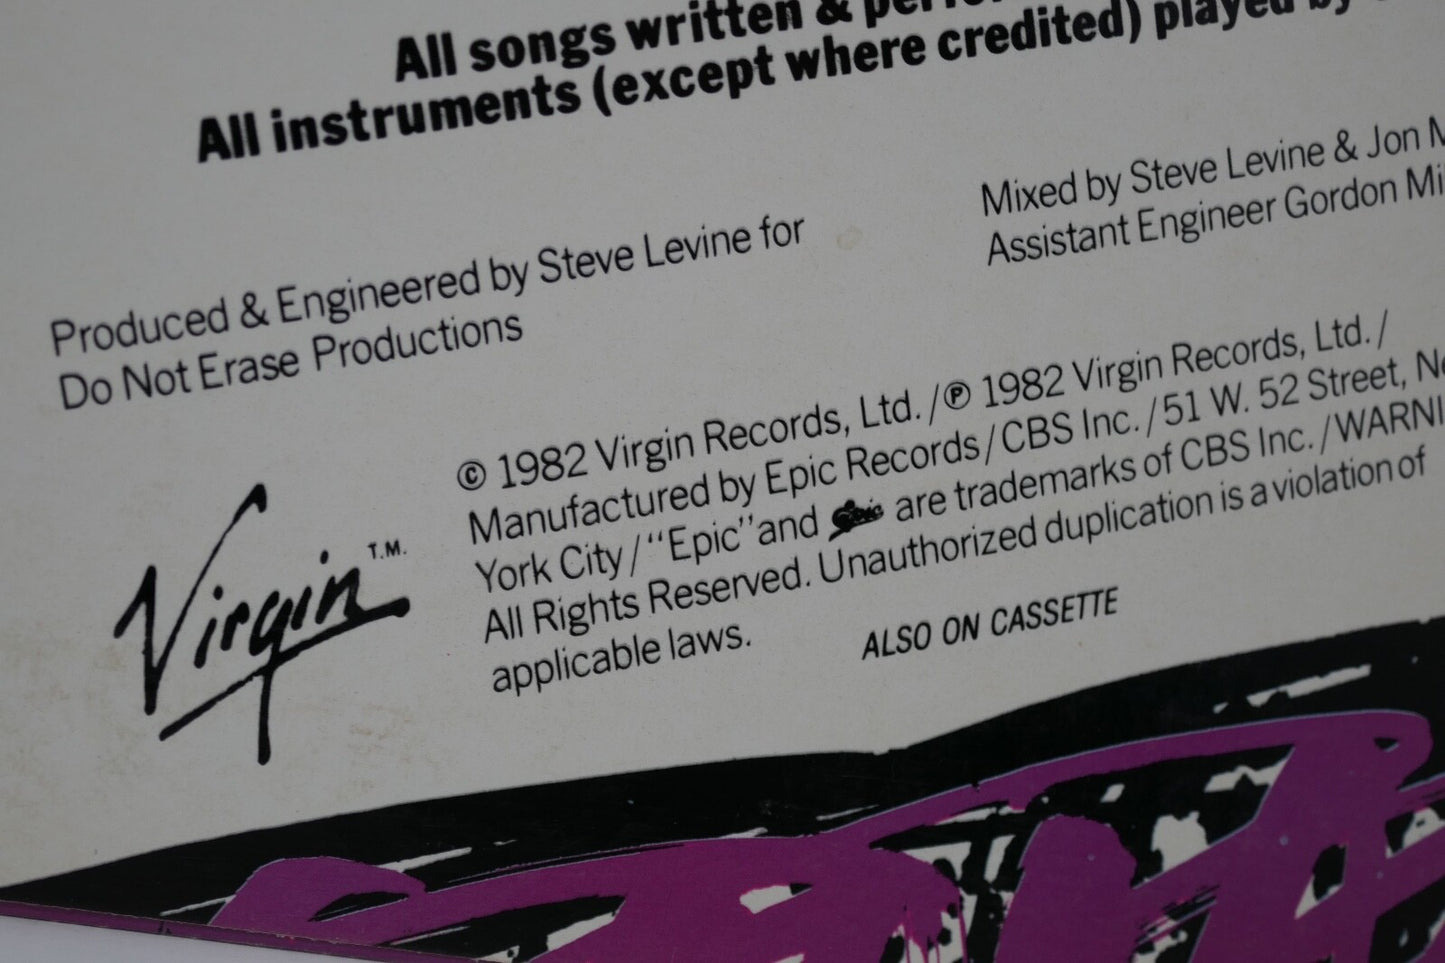 All songs written &
All instruments (except where credited) played by
Mixed by Steve Levine & Jon
Assistant Engineer Gordon
Produced & Engineered by Steve Levine for
Do Not Erase Productions
© 1982 Virgin Records, Ltd./℗ 1982 Virgin Records, Ltd./
Manufactured by Epic Records/CBS Inc./51 W. 52 Street,
York City/"Epic" and Epic are trademarks of CBS Inc./
All Rights Reserved. Unauthorized duplication is a violation of
applicable laws.
ALSO ON CASSETTE
Virgin T.M.